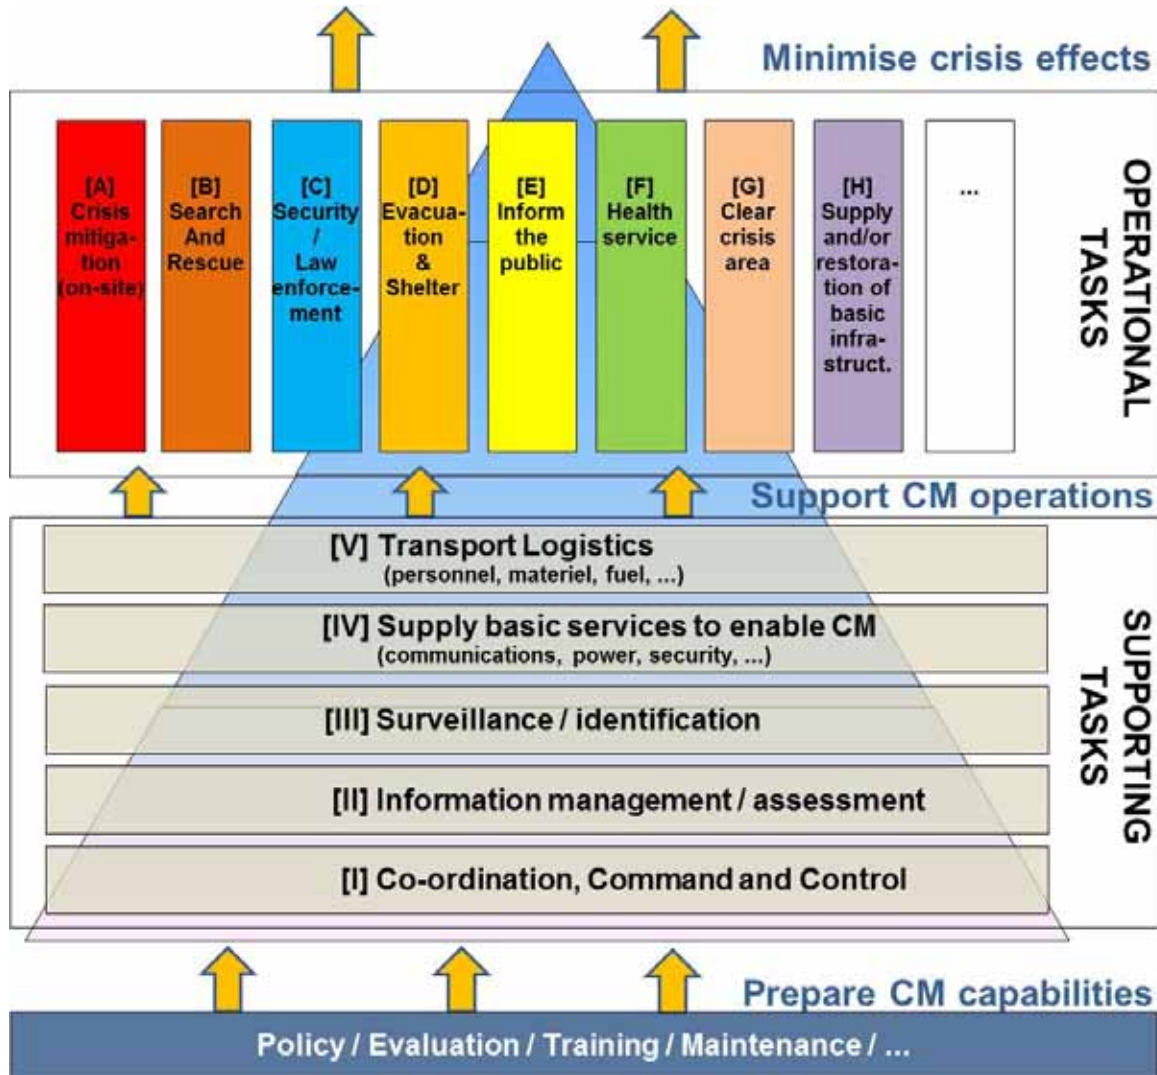 Minimise crisis effects
[A]
Crisis
mitiga-
tion
(on-site)
[B]
Search
And
Rescue
[C]
Security
/
Law
enforce-
ment
[D]
Evacua-
tion
&
Shelter
[E]
Inform
the
public
[F]
Health
service
[G]
Clear
crisis
area
[H]
Supply
and/or
restora-
tion of
basic
infra-
struct.
...
OPERATIONAL
TASKS
Support CM operations
[V] Transport Logistics
(personnel, materiel, fuel, ...)
[IV] Supply basic services to enable CM
(communications, power, security, ...)
[III] Surveillance / identification
[II] Information management / assessment
[I] Co-ordination, Command and Control
SUPPORTING
TASKS
Prepare CM capabilities
Policy / Evaluation / Training / Maintenance / ...